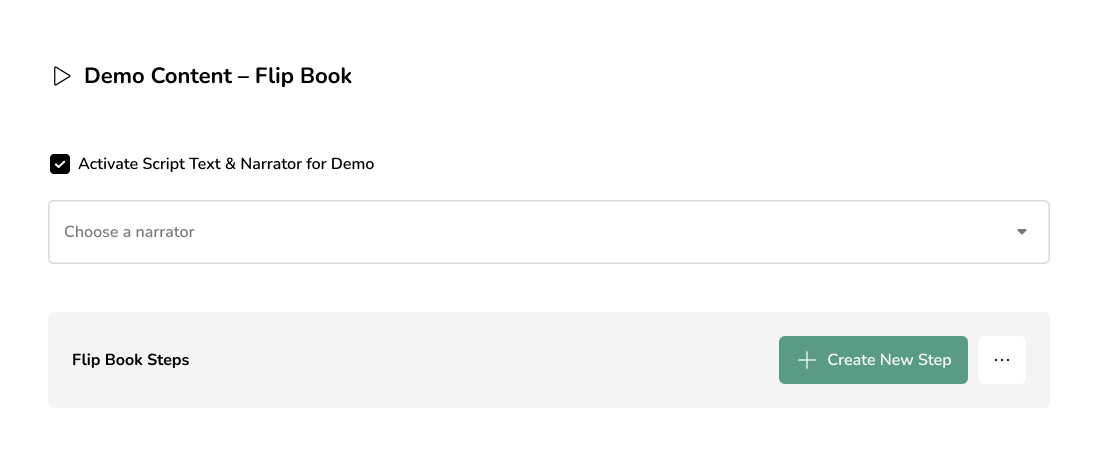 Demo Content – Flip Book
Activate Script Text & Narrator for Demo
Choose a narrator
Flip Book Steps
Create New Step